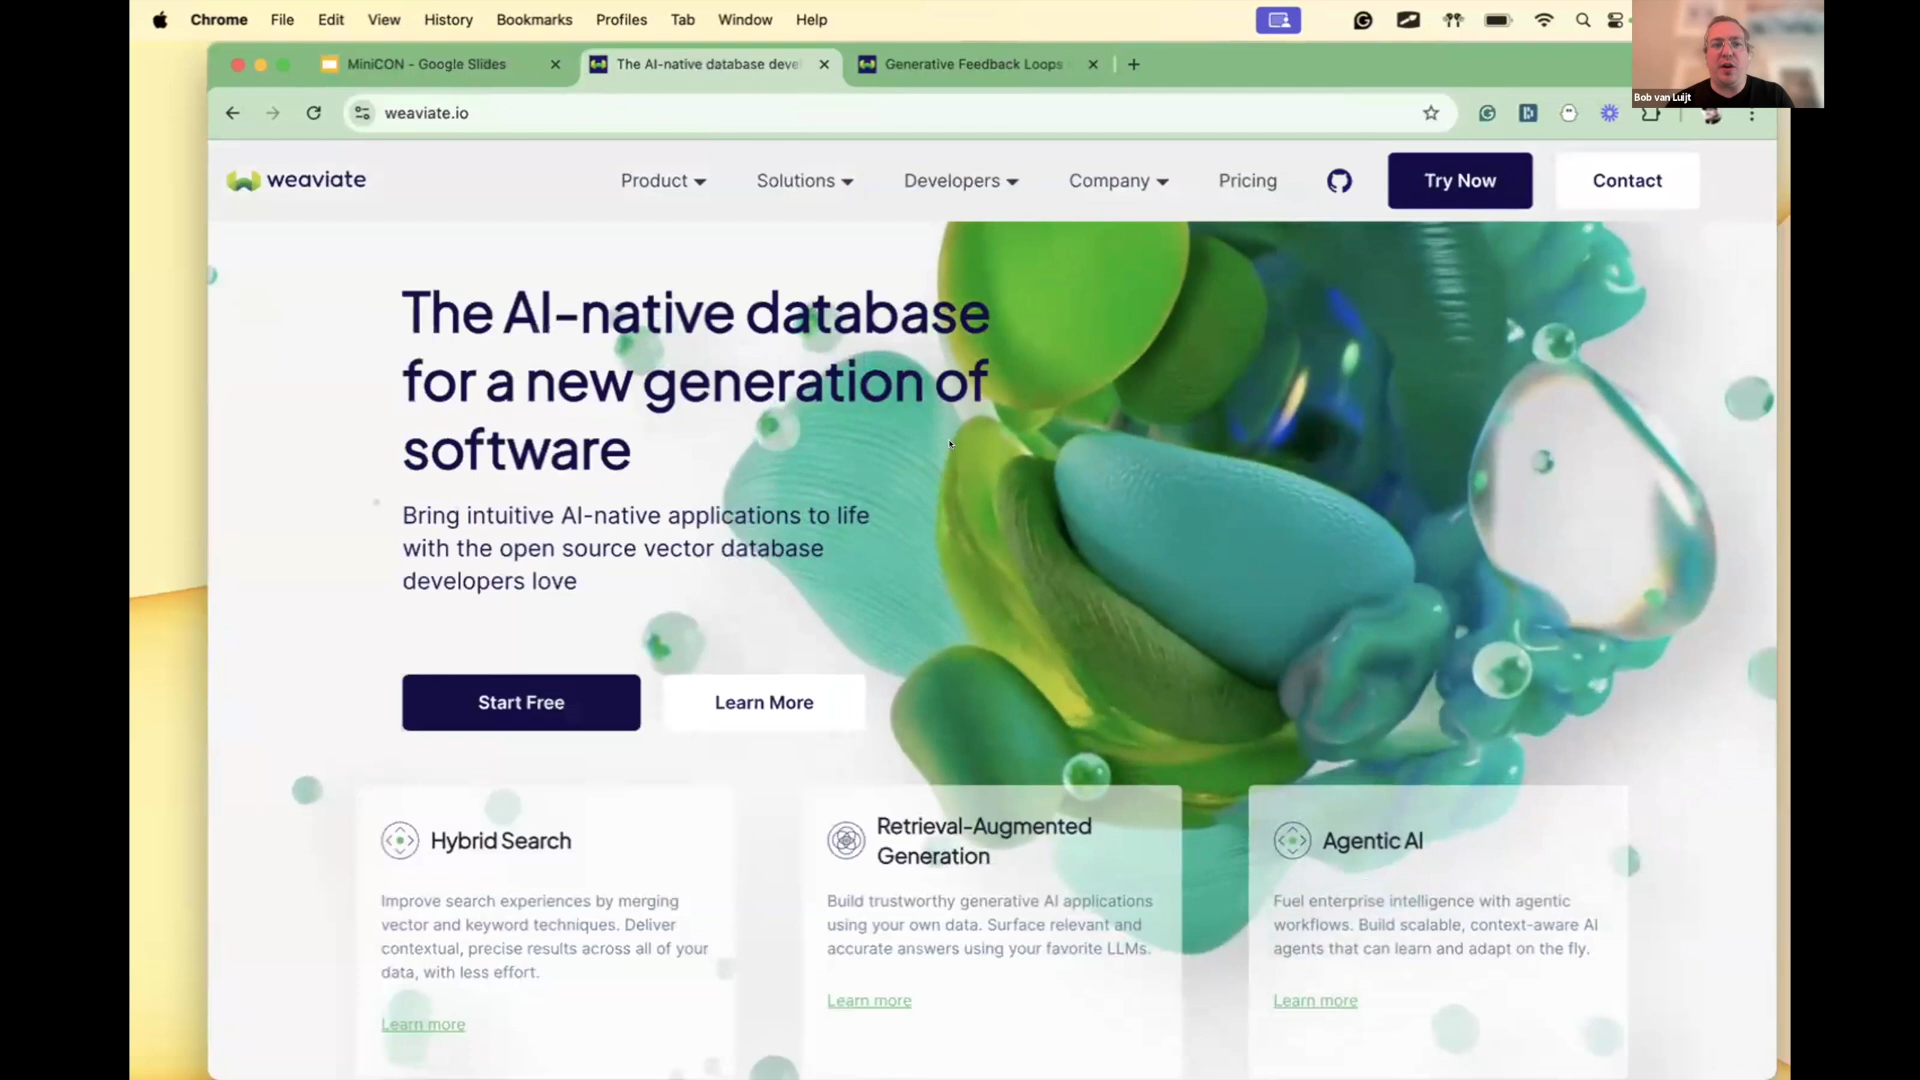 Chrome File Edit View History Bookmarks Profiles Tab Window Help
MiniCON - Google Slides
The AI-native database deve
Generative Feedback Loops
Bob van Luijt
weaviate.io
weaviate
Product
Solutions
Developers
Company
Pricing
Try Now
Contact
The AI-native database
for a new generation of
software
Bring intuitive AI-native applications to life
with the open source vector database
developers love
Start Free
Learn More
Hybrid Search
Improve search experiences by merging
vector and keyword techniques. Deliver
contextual, precise results across all of your
data, with less effort.
Learn more
Retrieval-Augmented
Generation
Build trustworthy generative AI applications
using your own data. Surface relevant and
accurate answers using your favorite LLMs.
Learn more
Agentic AI
Fuel enterprise intelligence with agentic
workflows. Build scalable, context-aware AI
agents that can learn and adapt on the fly.
Learn more